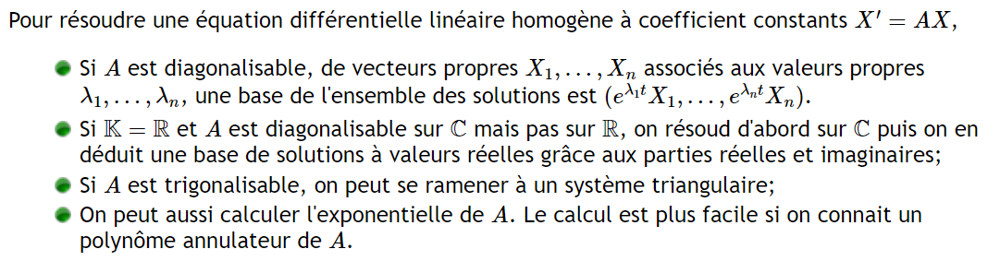 Pour résoudre une équation différentielle linéaire homogène à coefficient constants $X' = AX$,
Si $A$ est diagonalisable, de vecteurs propres $X_1, \ldots, X_n$ associés aux valeurs propres
$\lambda_1, \ldots, \lambda_n$, une base de l'ensemble des solutions est $(e^{\lambda_1 t} X_1, \ldots, e^{\lambda_n t} X_n)$.
Si $\mathbb{K} = \mathbb{R}$ et $A$ est diagonalisable sur $\mathbb{C}$ mais pas sur $\mathbb{R}$, on résoud d'abord sur $\mathbb{C}$ puis on en
déduit une base de solutions à valeurs réelles grâce aux parties réelles et imaginaires;
Si $A$ est trigonalisable, on peut se ramener à un système triangulaire;
On peut aussi calculer l'exponentielle de $A$. Le calcul est plus facile si on connait un
polynôme annulateur de $A$.